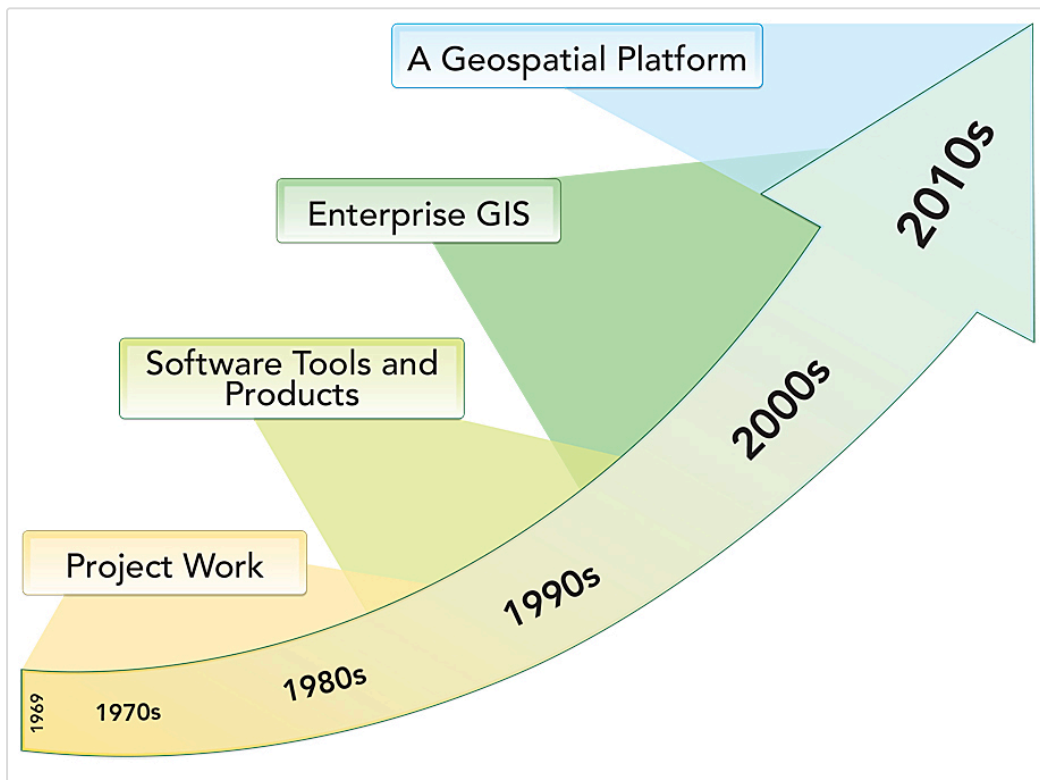 A Geospatial Platform
Enterprise GIS
Software Tools and
Products
Project Work
1969
1970s
1980s
1990s
2000s
2010s